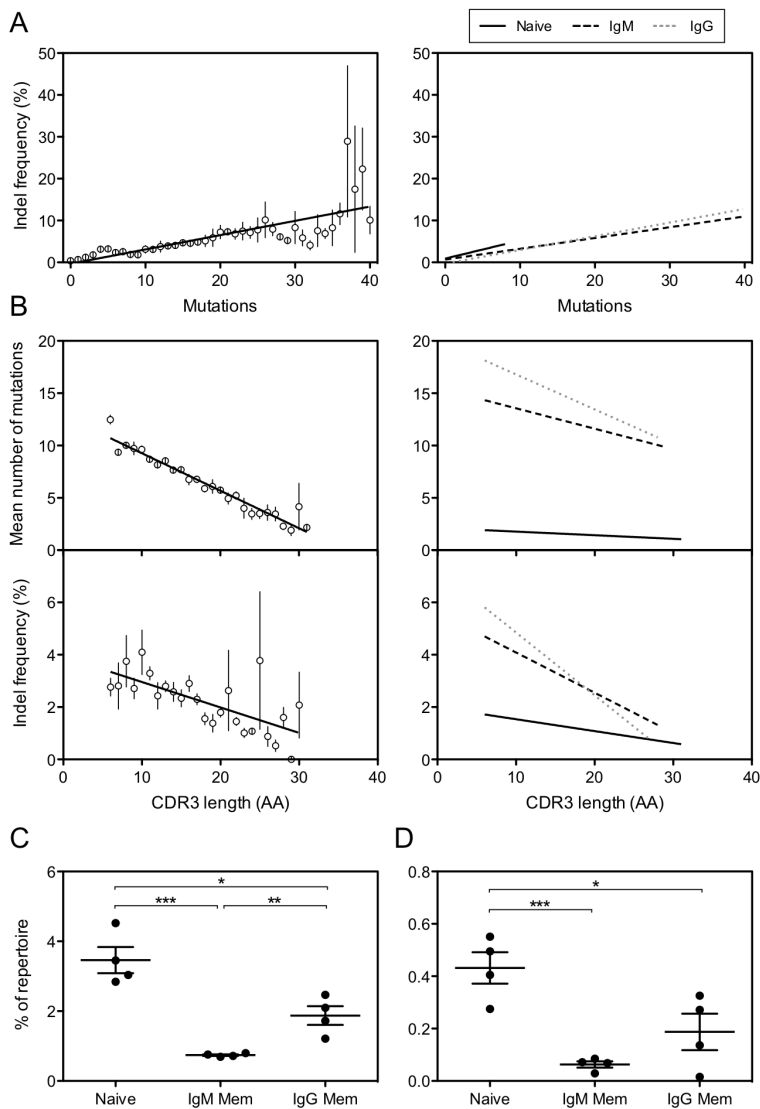 A
Naive IgM IgG
Indel frequency (%)
50
40
30
20
10
0
0 10 20 30 40
Mutations
50
40
30
20
10
0
0 10 20 30 40
Mutations
B
Mean number of mutations
20
15
10
5
0
20
15
10
5
0
Indel frequency (%)
6
4
2
0
0 10 20 30 40
CDR3 length (AA)
6
4
2
0
0 10 20 30 40
CDR3 length (AA)
C
% of repertoire
6
4
2
0
*
*** **
Naive IgM Mem IgG Mem
D
0.8
0.6
0.4
0.2
0.0
*
***
Naive IgM Mem IgG Mem